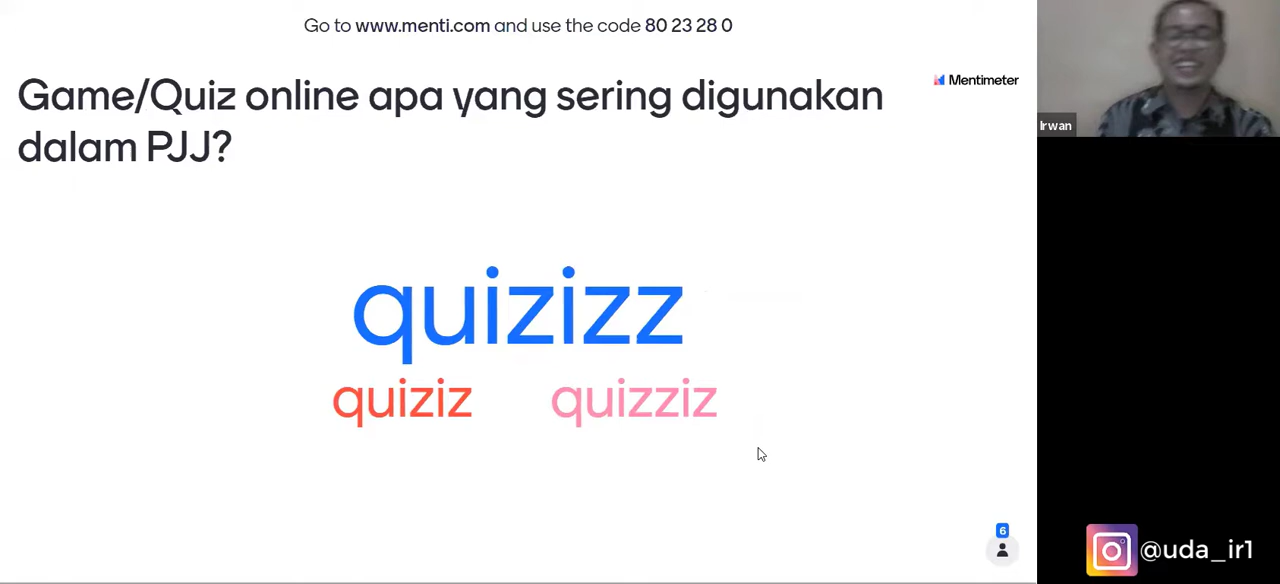 Go to www.menti.com and use the code 80 23 28 0
Mentimeter
Game/Quiz online apa yang sering digunakan
dalam PJJ?
Irwan
quizizz
quiziz quizziz
6
@uda_ir1